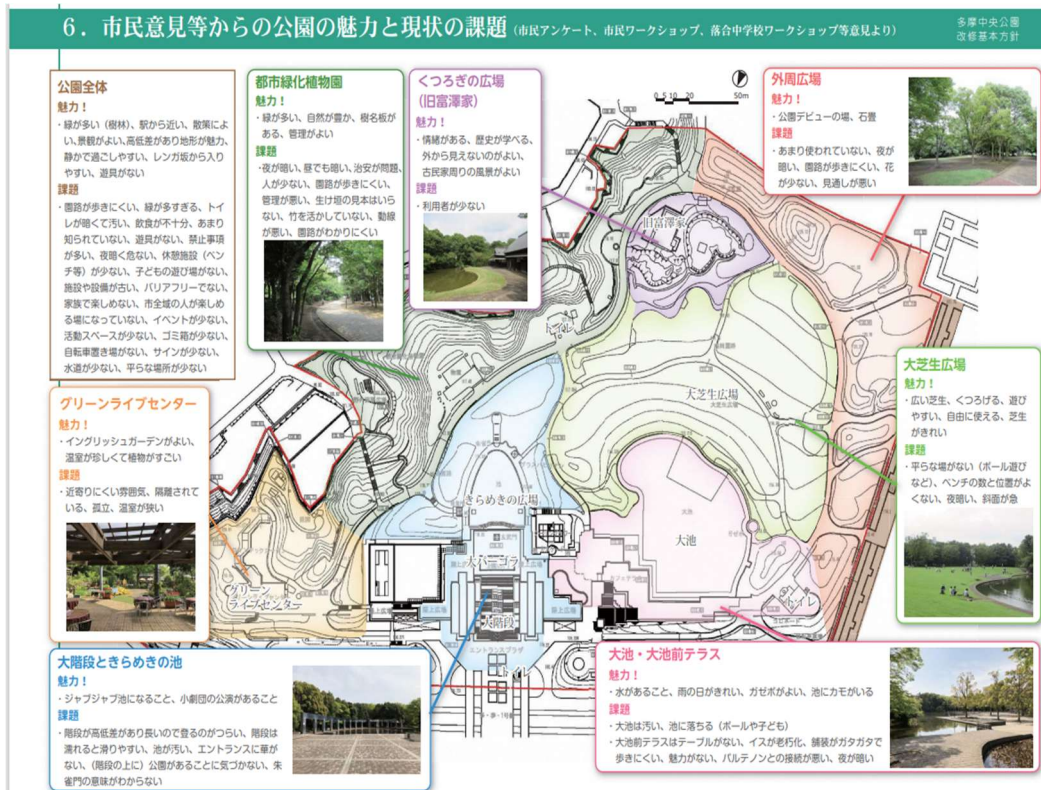 6. 市民意見等からの公園の魅力と現状の課題（市民アンケート、市民ワークショップ、落合中学校ワークショップ等意見より）
多摩中央公園
改修基本方針
公園全体
魅力！
・緑が多い（樹林）、駅から近い、散策によ
い、景観がよい、高低差があり地形が魅力、
静かで過ごしやすい、レンガ坂から入り
やすい、遊具がない
課題
・園路が歩きにくい、緑が多すぎる、トイ
レが暗くて汚い、飲食が不十分、あまり
知られていない、遊具がない、禁止事項
が多い、夜暗く危ない、休憩施設（ベン
チ等）が少ない、子どもの遊び場がない、
施設や設備が古い、バリアフリーでない、
家族で楽しめない、市全域の人が楽しめ
る場になっていない、イベントが少ない、
活動スペースが少ない、ゴミ箱が少ない、
自転車置き場がない、サインが少ない、
水道が少ない、平らな場所が少ない
都市緑化植物園
魅力！
・緑が多い、自然が豊か、樹名板が
ある、管理がよい
課題
・夜が暗い、昼でも暗い、治安が問題、
人が少ない、園路が歩きにくい、
管理が悪い、生け垣の見本はいら
ない、竹を活かしていない、動線
が悪い、園路がわかりにくい
くつろぎの広場
（旧富澤家）
魅力！
・情緒がある、歴史が学べる、
外から見えないのがよい、
古民家周りの風景がよい
課題
・利用者が少ない
0 5 10 20 50m
外周広場
魅力！
・公園デビューの場、石畳
課題
・あまり使われていない、夜が
暗い、園路が歩きにくい、花
が少ない、見通しが悪い
旧富澤家
トイレ
大芝生広場
大芝生広場
きらめきの広場
大池
大池
大パーゴラ
大階段
エントランスプラザ
トイレ
トイレ
グリーン
ライブセンター
大芝生広場
魅力！
・広い芝生、くつろげる、遊び
やすい、自由に使える、芝生
がきれい
課題
・平らな場がない（ボール遊び
など）、ベンチの数と位置がよ
くない、夜暗い、斜面が急
グリーンライブセンター
魅力！
・イングリッシュガーデンがよい、
温室が珍しくて植物がすごい
課題
・近寄りにくい雰囲気、隔離されて
いる、孤立、温室が狭い
大階段ときらめきの池
魅力！
・ジャブジャブ池になること、小劇団の公演があること
課題
・階段が高低差があり長いので登るのがつらい、階段は
濡れると滑りやすい、池が汚い、エントランスに華が
ない、（階段の上に）公園があることに気づかない、朱
雀門の意味がわからない
大池・大池前テラス
魅力！
・水があること、雨の日がきれい、ガゼボがよい、池にカモがいる
課題
・大池は汚い、池に落ちる（ボールや子ども）
・大池前テラスはテーブルがない、イスが老朽化、舗装がガタガタで
歩きにくい、魅力がない、パルテノンとの接続が悪い、夜が暗い